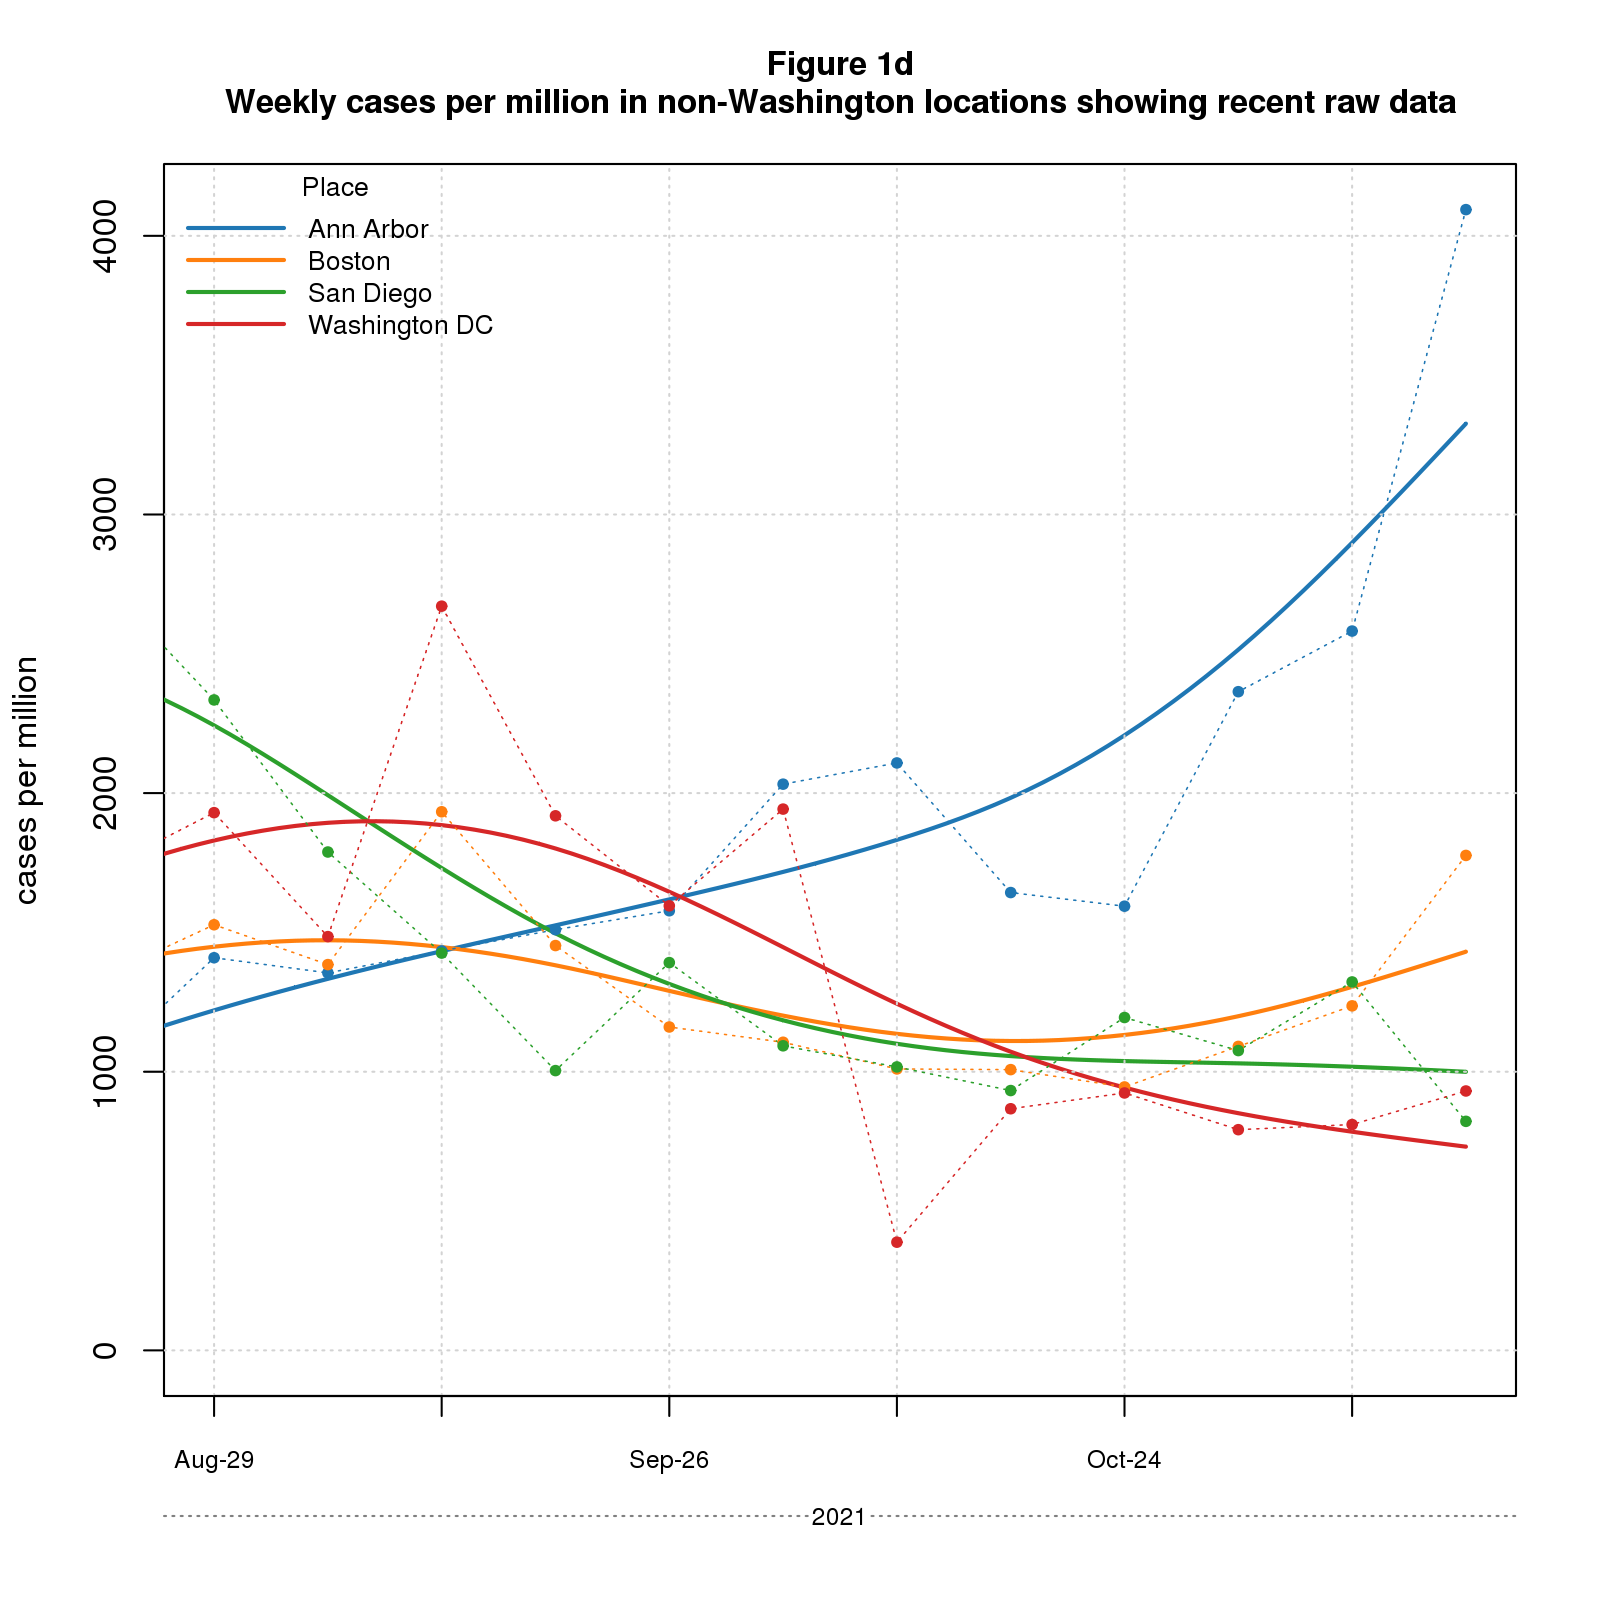 Figure 1d
Weekly cases per million in non-Washington locations showing recent raw data
Place
Ann Arbor
Boston
San Diego
Washington DC
cases per million
4000
3000
2000
1000
0
Aug-29 Sep-26 Oct-24
2021